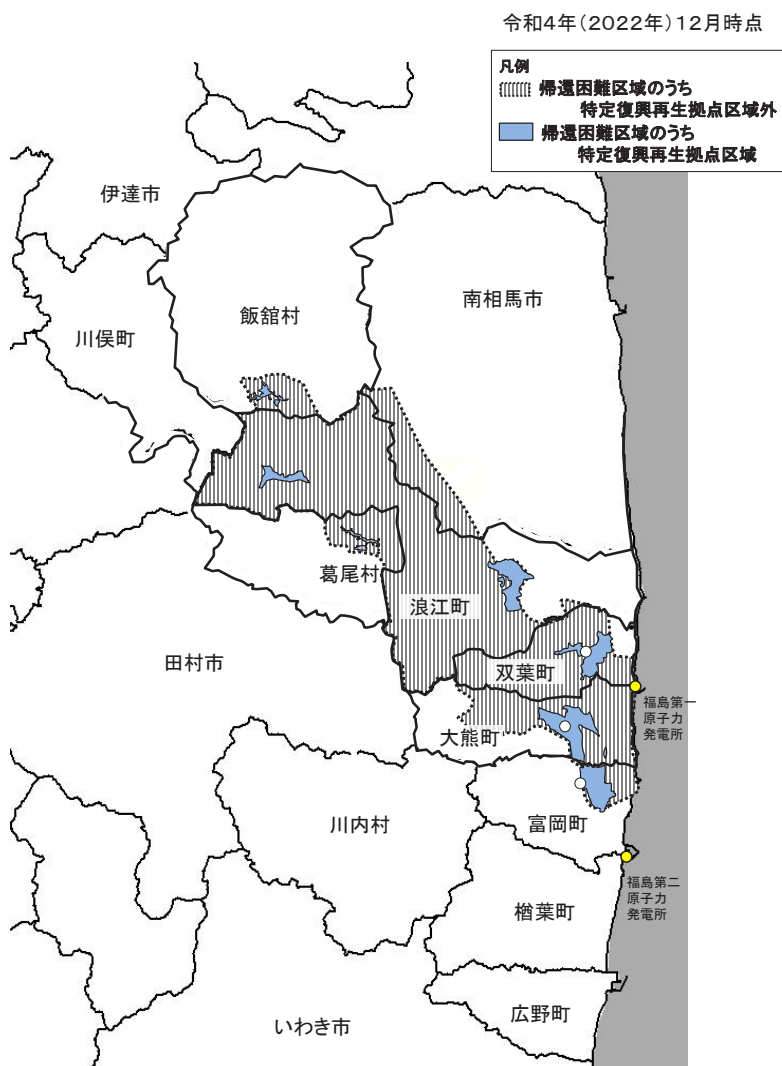 令和4年(2022年)12月時点
凡例
帰還困難区域のうち
特定復興再生拠点区域外
帰還困難区域のうち
特定復興再生拠点区域
伊達市
南相馬市
飯舘村
川俣町
葛尾村
浪江町
田村市
双葉町
福島第一
原子力
発電所
大熊町
川内村
富岡町
福島第二
原子力
発電所
楢葉町
広野町
いわき市